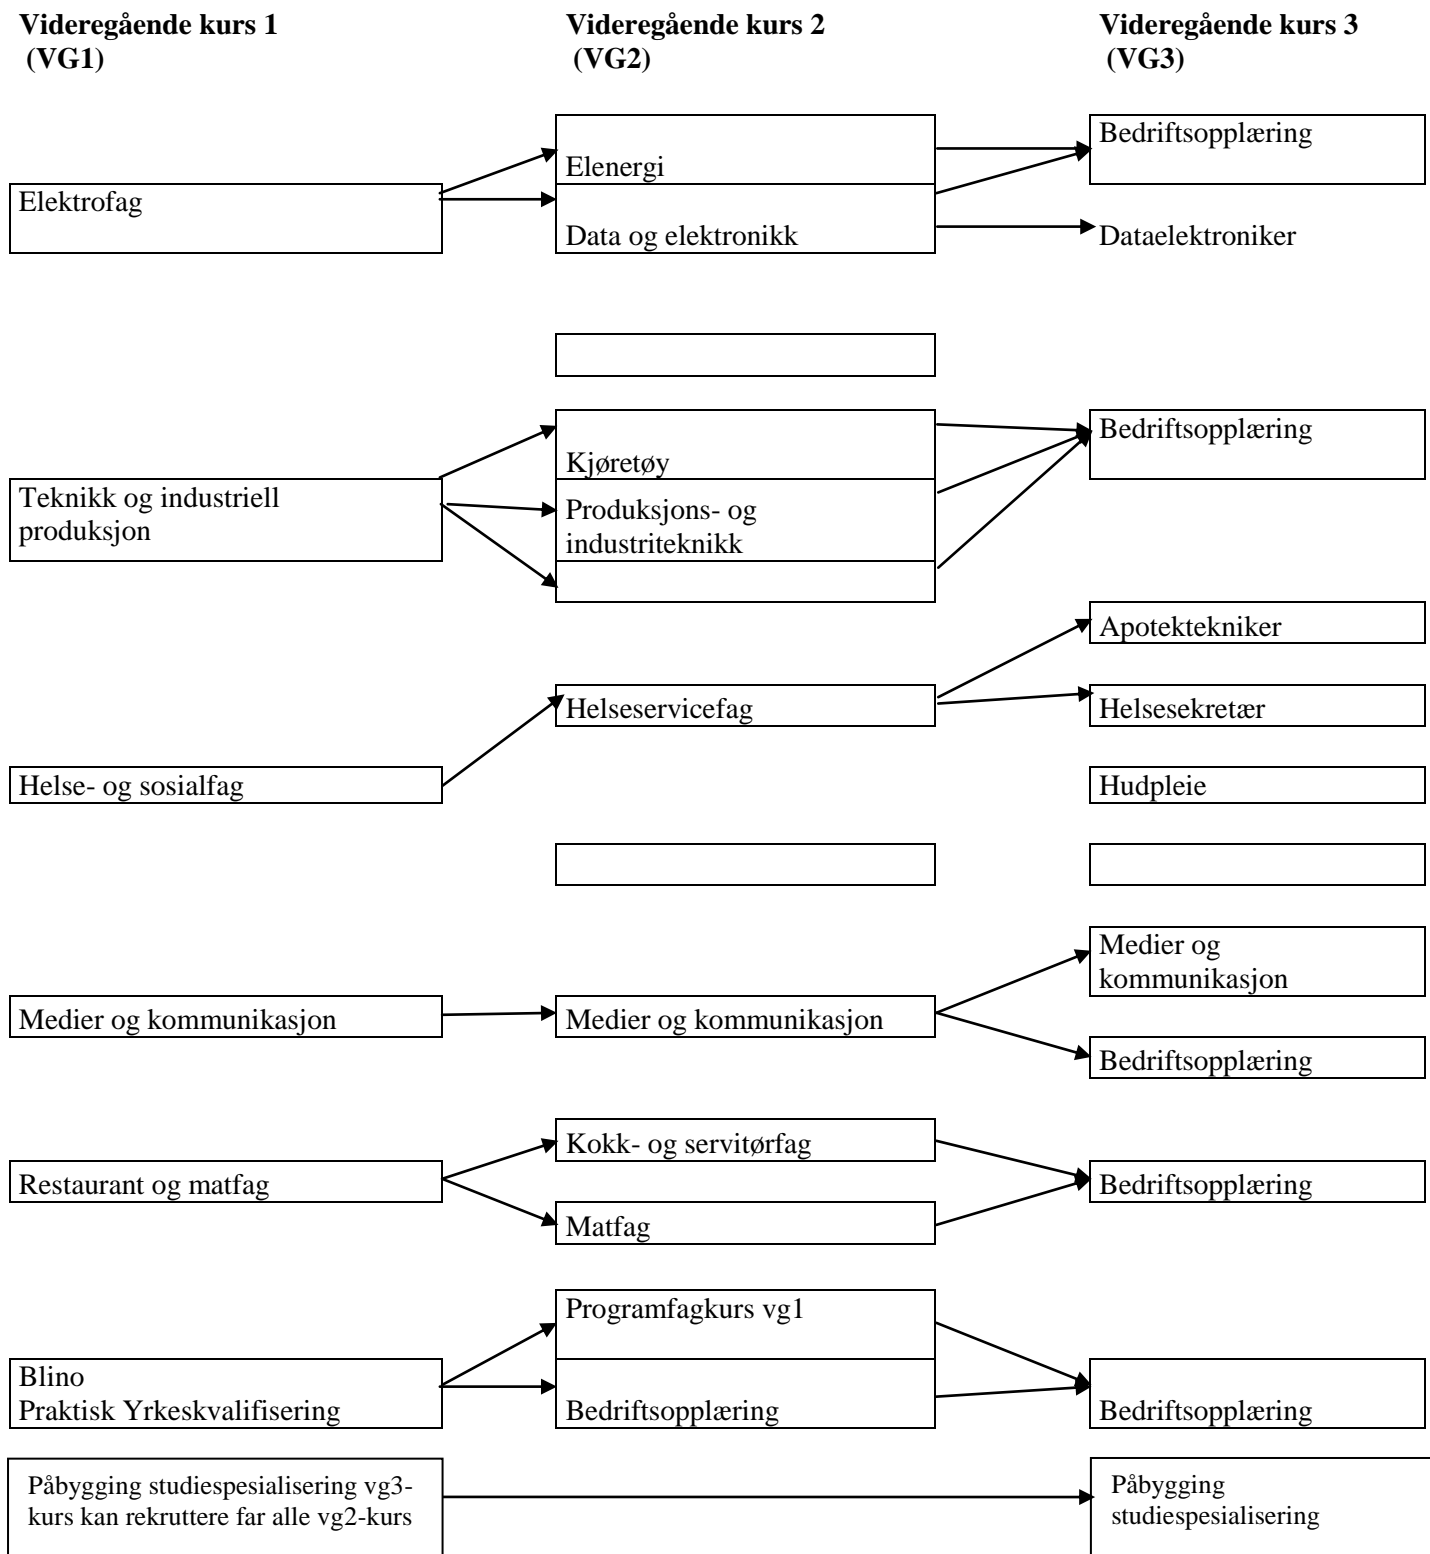 Videregående kurs 1
(VG1)
Videregående kurs 2
(VG2)
Videregående kurs 3
(VG3)
Elektrofag
Elenergi
Data og elektronikk
Bedriftsopplæring
Dataelektroniker
Teknikk og industriell
produksjon
Kjøretøy
Produksjons- og
industriteknikk
Bedriftsopplæring
Helse- og sosialfag
Helseservicefag
Apotektekniker
Helsesekretær
Hudpleie
Medier og kommunikasjon
Medier og kommunikasjon
Medier og
kommunikasjon
Bedriftsopplæring
Restaurant og matfag
Kokk- og servitørfag
Matfag
Bedriftsopplæring
Blino
Praktisk Yrkeskvalifisering
Programfagkurs vg1
Bedriftsopplæring
Bedriftsopplæring
Påbygging studiespesialisering vg3-
kurs kan rekruttere far alle vg2-kurs
Påbygging
studiespesialisering